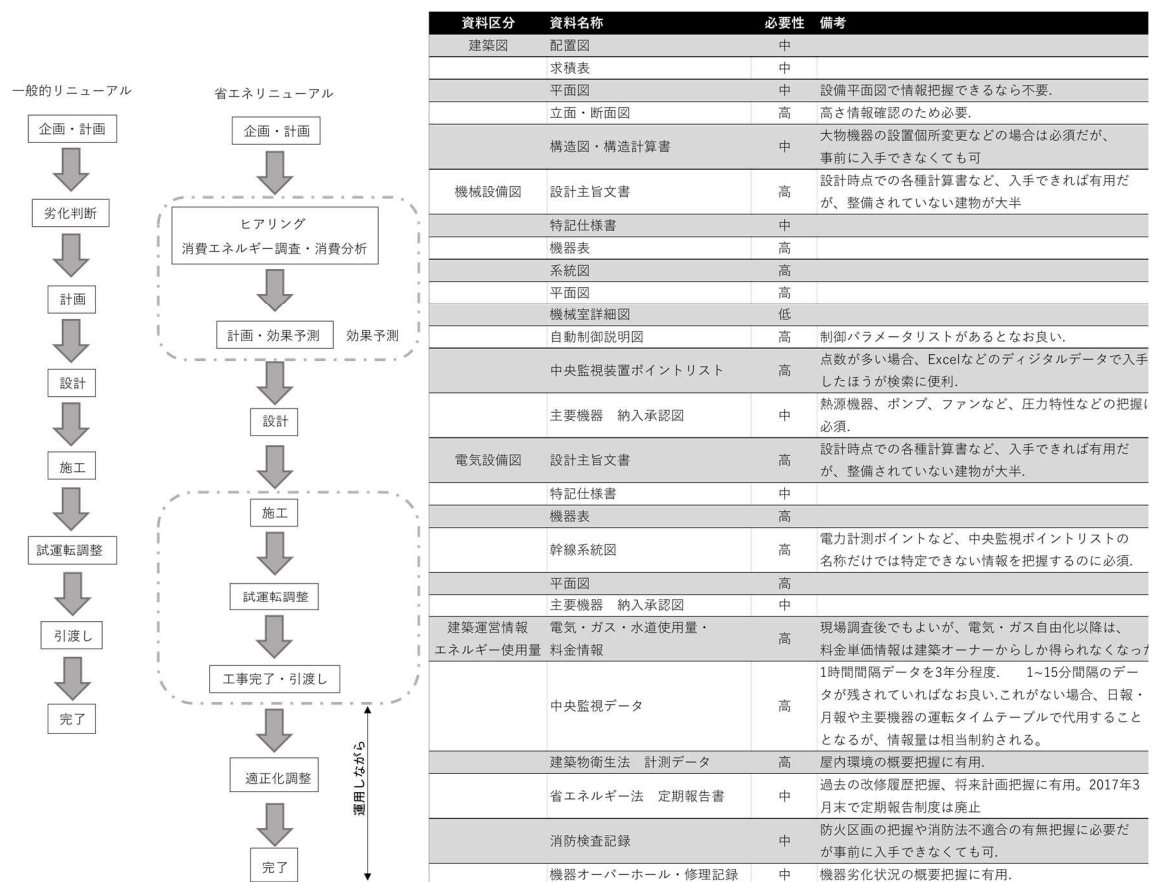 一般的リニューアル
企画・計画
劣化判断
計画
設計
施工
試運転調整
引渡し
完了
省エネリニューアル
企画・計画
ヒアリング
消費エネルギー調査・消費分析
計画・効果予測 効果予測
設計
施工
試運転調整
工事完了・引渡し
適正化調整
完了
運用しながら
資料区分 資料名称 必要性 備考
建築図 配置図 中
求積表 中
平面図 中 設備平面図で情報把握できるなら不要.
立面・断面図 高 高さ情報確認のため必要.
構造図・構造計算書 中 大物機器の設置個所変更などの場合は必須だが、
事前に入手できなくても可
機械設備図 設計主旨文書 高 設計時点での各種計算書など、入手できれば有用だ
が、整備されていない建物が大半
特記仕様書 中
機器表 高
系統図 高
平面図 高
機械室詳細図 低
自動制御説明図 高 制御パラメータリストがあるとなお良い.
中央監視装置ポイントリスト 高 点数が多い場合、Excelなどのディジタルデータで入手
したほうが検索に便利.
主要機器 納入承認図 中 熱源機器、ポンプ、ファンなど、圧力特性などの把握に
必須.
電気設備図 設計主旨文書 高 設計時点での各種計算書など、入手できれば有用だ
が、整備されていない建物が大半.
特記仕様書 中
機器表 高
幹線系統図 高 電力計測ポイントなど、中央監視ポイントリストの
名称だけでは特定できない情報を把握するのに必須.
平面図 高
主要機器 納入承認図 中
建築運営情報 電気・ガス・水道使用量・ 高 現場調査後でもよいが、電気・ガス自由化以降は、
エネルギー使用量 料金情報 料金単価情報は建築オーナーからしか得られなくなった
中央監視データ 高 1時間間隔データを3年分程度. 1~15分間隔のデー
タが残されていればなお良い.これがない場合、日報・
月報や主要機器の運転タイムテーブルで代用すること
となるが、情報量は相当制約される。
建築物衛生法 計測データ 高 屋内環境の概要把握に有用.
省エネルギー法 定期報告書 中 過去の改修履歴把握、将来計画把握に有用。2017年3
月末で定期報告制度は廃止
消防検査記録 中 防火区画の把握や消防法不適合の有無把握に必要だ
が事前に入手できなくても可.
機器オーバーホール・修理記録 中 機器劣化状況の概要把握に有用.